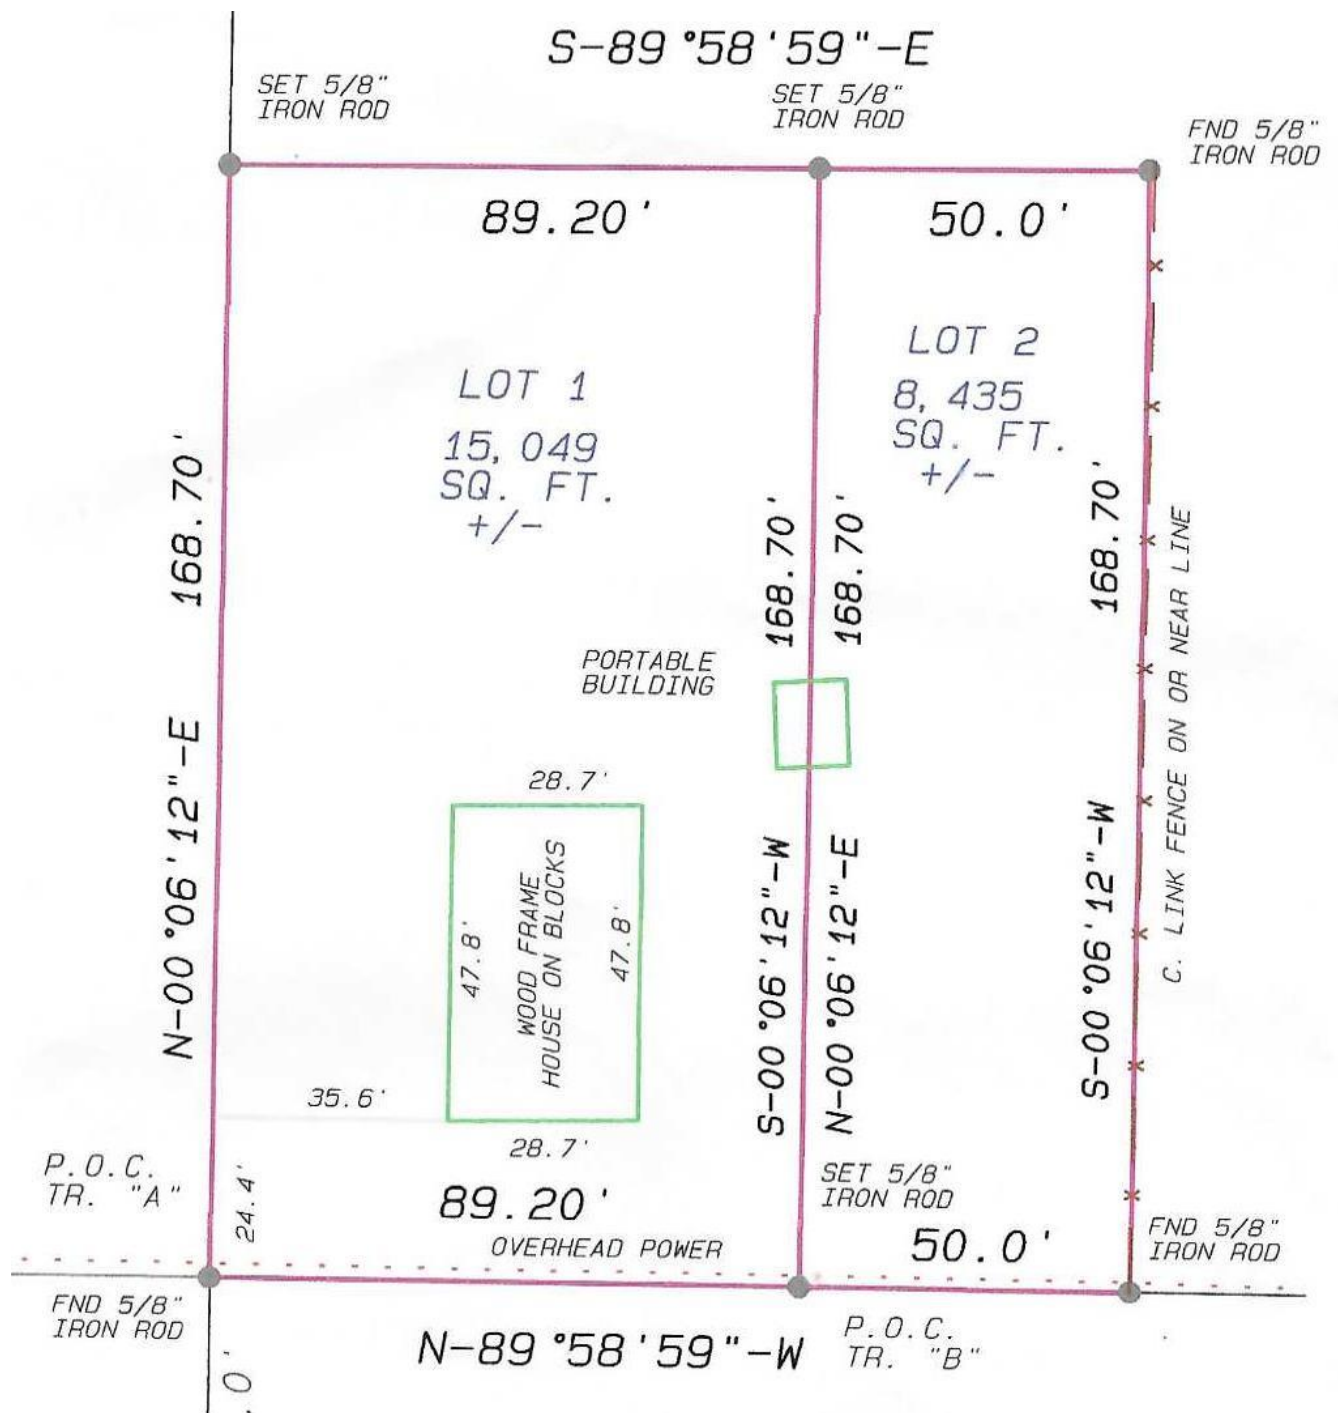 S-89°58'59"-E
SET 5/8"
IRON ROD
SET 5/8"
IRON ROD
FND 5/8"
IRON ROD
89.20'
50.0'
LOT 1
15,049
SQ. FT.
+/-
LOT 2
8,435
SQ. FT.
+/-
168.70'
N-00°06'12"-E
168.70'
S-00°06'12"-W
168.70'
N-00°06'12"-E
168.70'
S-00°06'12"-W
C. LINK FENCE ON OR NEAR LINE
PORTABLE
BUILDING
28.7'
47.8'
WOOD FRAME
HOUSE ON BLOCKS
47.8'
35.6'
28.7'
P.O.C.
TR. "A"
24.4'
89.20'
OVERHEAD POWER
SET 5/8"
IRON ROD
50.0'
FND 5/8"
IRON ROD
FND 5/8"
IRON ROD
N-89°58'59"-W
P.O.C.
TR. "B"
.0'